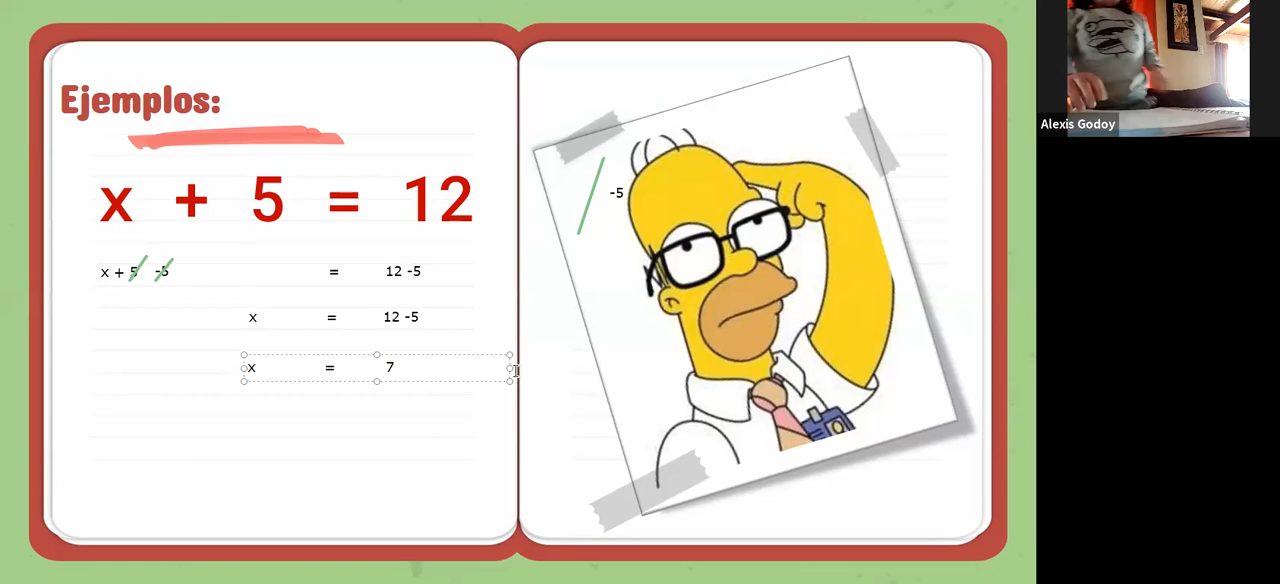 Ejemplos:
x + 5 = 12
x + 5 -5 = 12 -5
x = 12 -5
x = 7
-5
Alexis Godoy